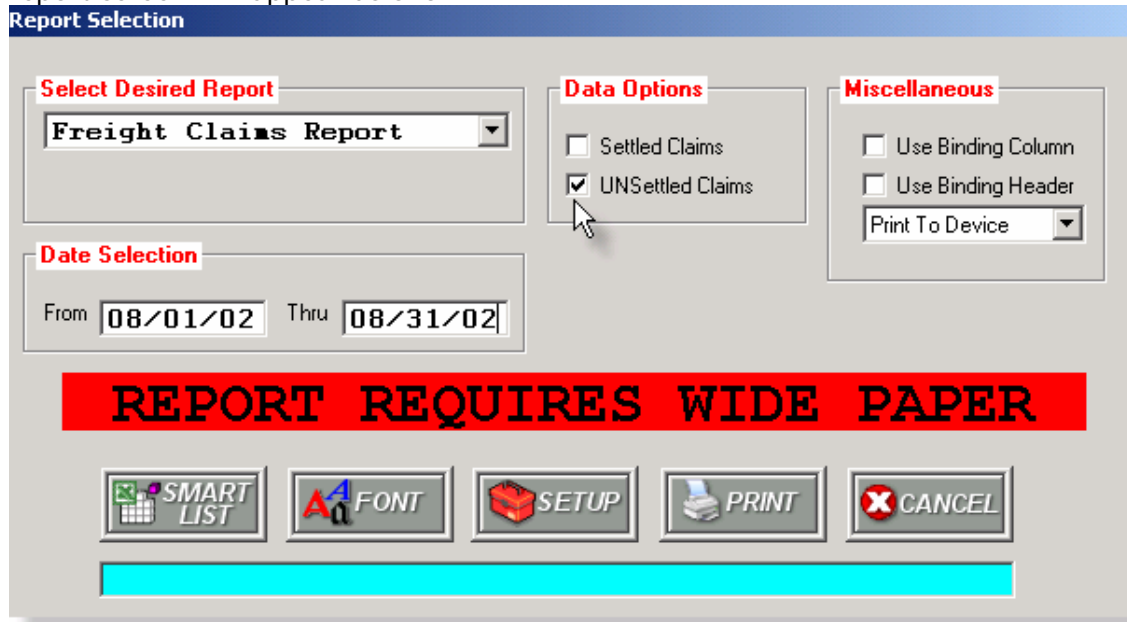 Report Selection
Select Desired Report
Freight Claims Report
Data Options
Settled Claims
UNSettled Claims
Miscellaneous
Use Binding Column
Use Binding Header
Print To Device
Date Selection
From 08/01/02 Thru 08/31/02
REPORT REQUIRES WIDE PAPER
SMART
LIST
FONT
SETUP
PRINT
CANCEL